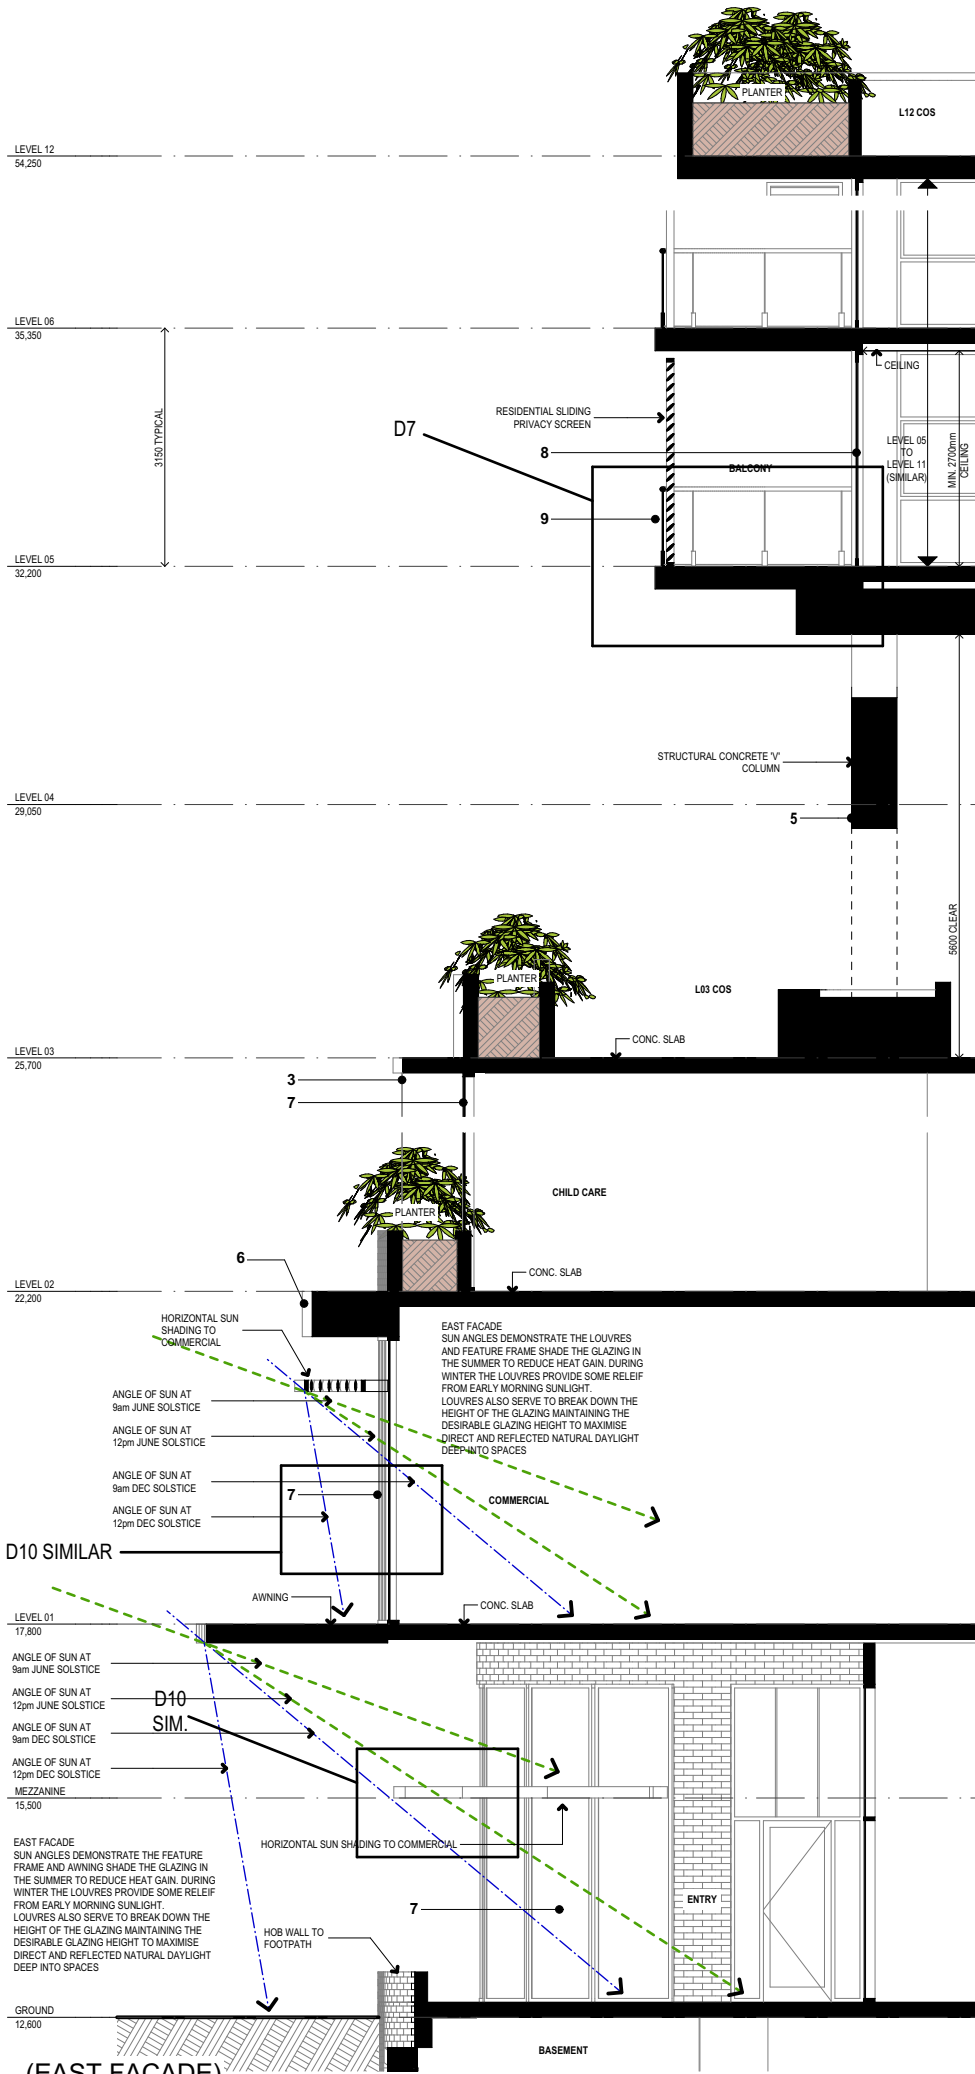 PLANTER
L12 COS
LEVEL 12
54,250
LEVEL 06
35,350
CEILING
3150 TYPICAL
RESIDENTIAL SLIDING
PRIVACY SCREEN
D7
8
LEVEL 05
TO
LEVEL 11
(SIMILAR)
MIN. 2700mm
CEILING
BALCONY
9
LEVEL 05
32,200
STRUCTURAL CONCRETE 'V'
COLUMN
LEVEL 04
29,050
5
5600 CLEAR
PLANTER
L03 COS
CONC. SLAB
LEVEL 03
25,700
3
7
CHILD CARE
PLANTER
6
CONC. SLAB
LEVEL 02
22,200
HORIZONTAL SUN
SHADING TO
COMMERCIAL
EAST FACADE
SUN ANGLES DEMONSTRATE THE LOUVRES
AND FEATURE FRAME SHADE THE GLAZING IN
THE SUMMER TO REDUCE HEAT GAIN. DURING
WINTER THE LOUVRES PROVIDE SOME RELEIF
FROM EARLY MORNING SUNLIGHT.
LOUVRES ALSO SERVE TO BREAK DOWN THE
HEIGHT OF THE GLAZING MAINTAINING THE
DESIRABLE GLAZING HEIGHT TO MAXIMISE
DIRECT AND REFLECTED NATURAL DAYLIGHT
DEEP INTO SPACES
ANGLE OF SUN AT
9am JUNE SOLSTICE
ANGLE OF SUN AT
12pm JUNE SOLSTICE
ANGLE OF SUN AT
9am DEC SOLSTICE
ANGLE OF SUN AT
12pm DEC SOLSTICE
7
COMMERCIAL
D10 SIMILAR
AWNING
CONC. SLAB
LEVEL 01
17,800
ANGLE OF SUN AT
9am JUNE SOLSTICE
ANGLE OF SUN AT
12pm JUNE SOLSTICE
ANGLE OF SUN AT
9am DEC SOLSTICE
ANGLE OF SUN AT
12pm DEC SOLSTICE
D10
SIM.
MEZZANINE
15,500
HORIZONTAL SUN SHADING TO COMMERCIAL
EAST FACADE
SUN ANGLES DEMONSTRATE THE FEATURE
FRAME AND AWNING SHADE THE GLAZING IN
THE SUMMER TO REDUCE HEAT GAIN. DURING
WINTER THE LOUVRES PROVIDE SOME RELEIF
FROM EARLY MORNING SUNLIGHT.
LOUVRES ALSO SERVE TO BREAK DOWN THE
HEIGHT OF THE GLAZING MAINTAINING THE
DESIRABLE GLAZING HEIGHT TO MAXIMISE
DIRECT AND REFLECTED NATURAL DAYLIGHT
DEEP INTO SPACES
7
ENTRY
HOB WALL TO
FOOTPATH
GROUND
12,600
BASEMENT
(EAST FACADE)